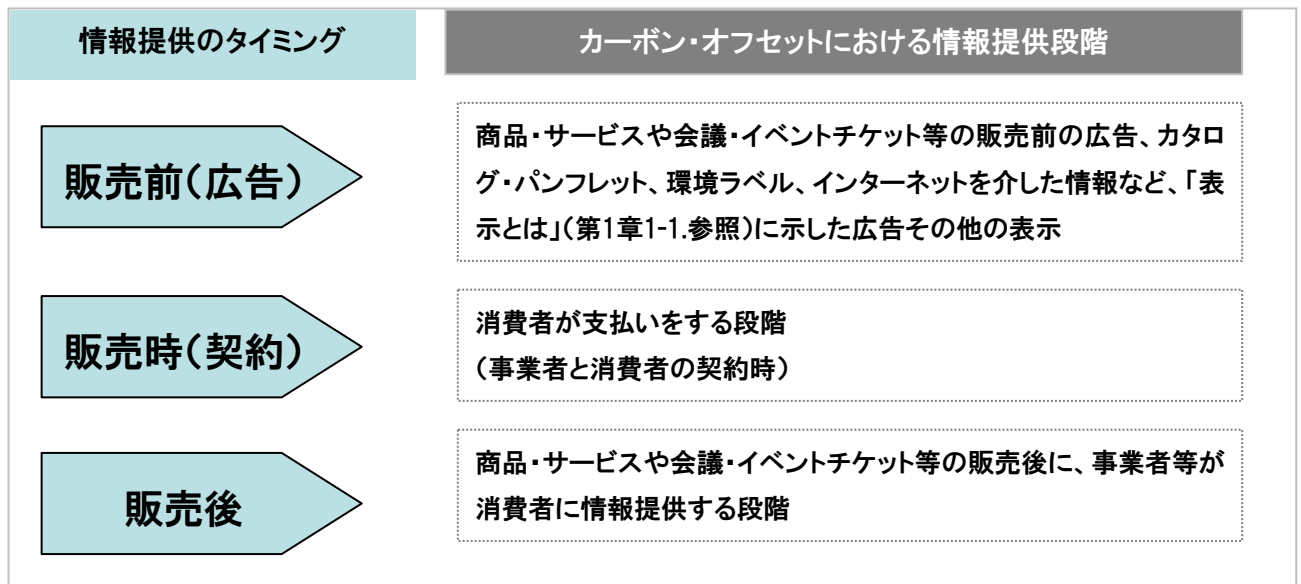 情報提供のタイミング
カーボン・オフセットにおける情報提供段階
販売前(広告)
商品・サービスや会議・イベントチケット等の販売前の広告、カタロ
グ・パンフレット、環境ラベル、インターネットを介した情報など、「表
示とは」(第1章1-1.参照)に示した広告その他の表示
販売時(契約)
消費者が支払いをする段階
(事業者と消費者の契約時)
販売後
商品・サービスや会議・イベントチケット等の販売後に、事業者等が
消費者に情報提供する段階